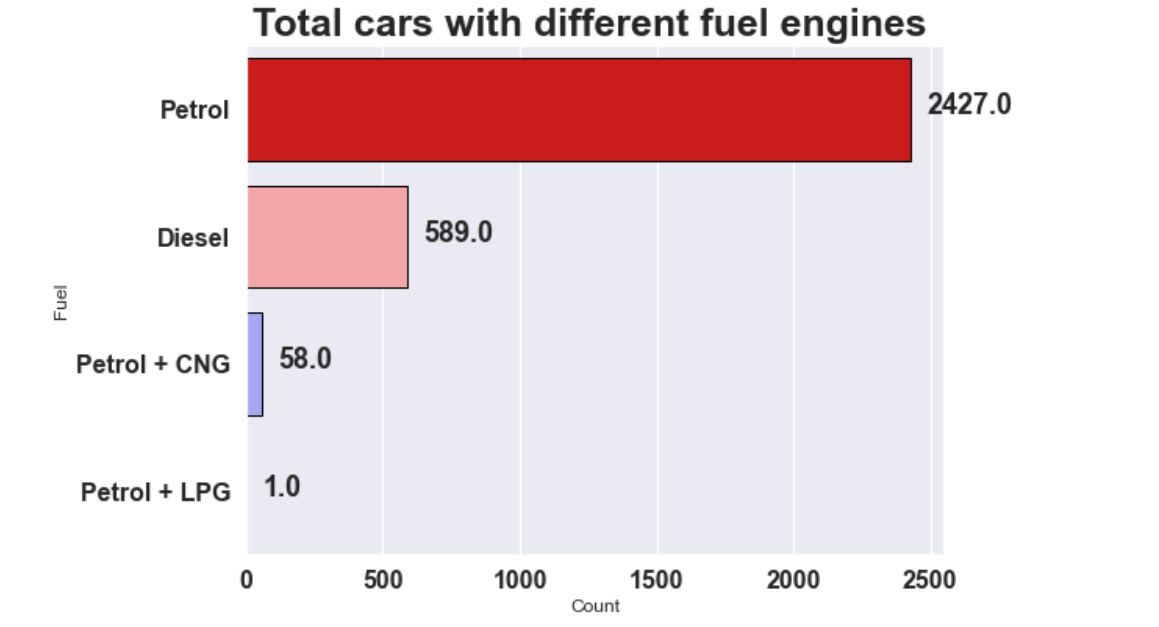 Total cars with different fuel engines
Petrol
2427.0
Diesel
589.0
Fuel
Petrol + CNG
58.0
Petrol + LPG
1.0
0 500 1000 1500 2000 2500
Count